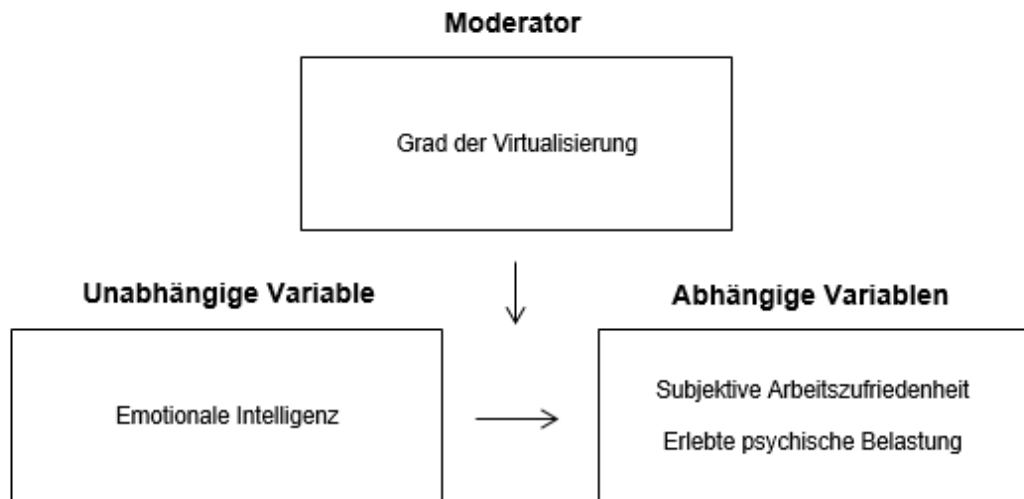 Moderator
Grad der Virtualisierung
Unabhängige Variable
Emotionale Intelligenz
Abhängige Variablen
Subjektive Arbeitszufriedenheit
Erlebte psychische Belastung